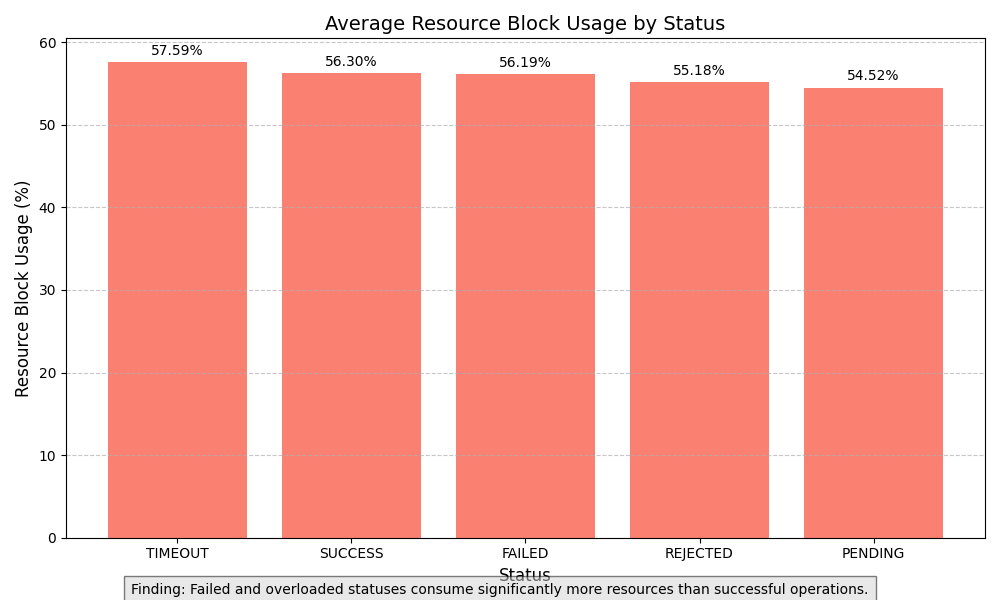 Average Resource Block Usage by Status
Resource Block Usage (%)
60
50
40
30
20
10
0
57.59%
56.30%
56.19%
55.18%
54.52%
TIMEOUT
SUCCESS
FAILED
REJECTED
PENDING
Status
Finding: Failed and overloaded statuses consume significantly more resources than successful operations.